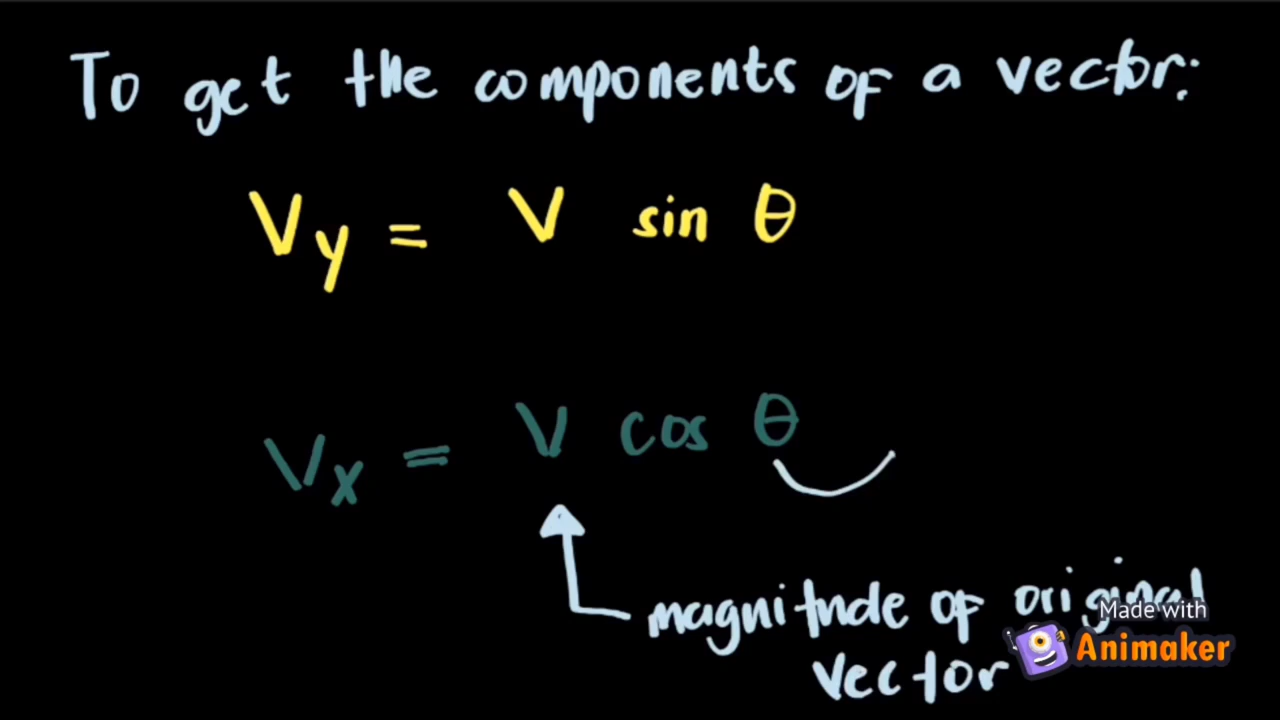 To get the components of a vector:
Vy = V sin θ
Vx = V cos θ
magnitude of original
vector
Made with
Animaker